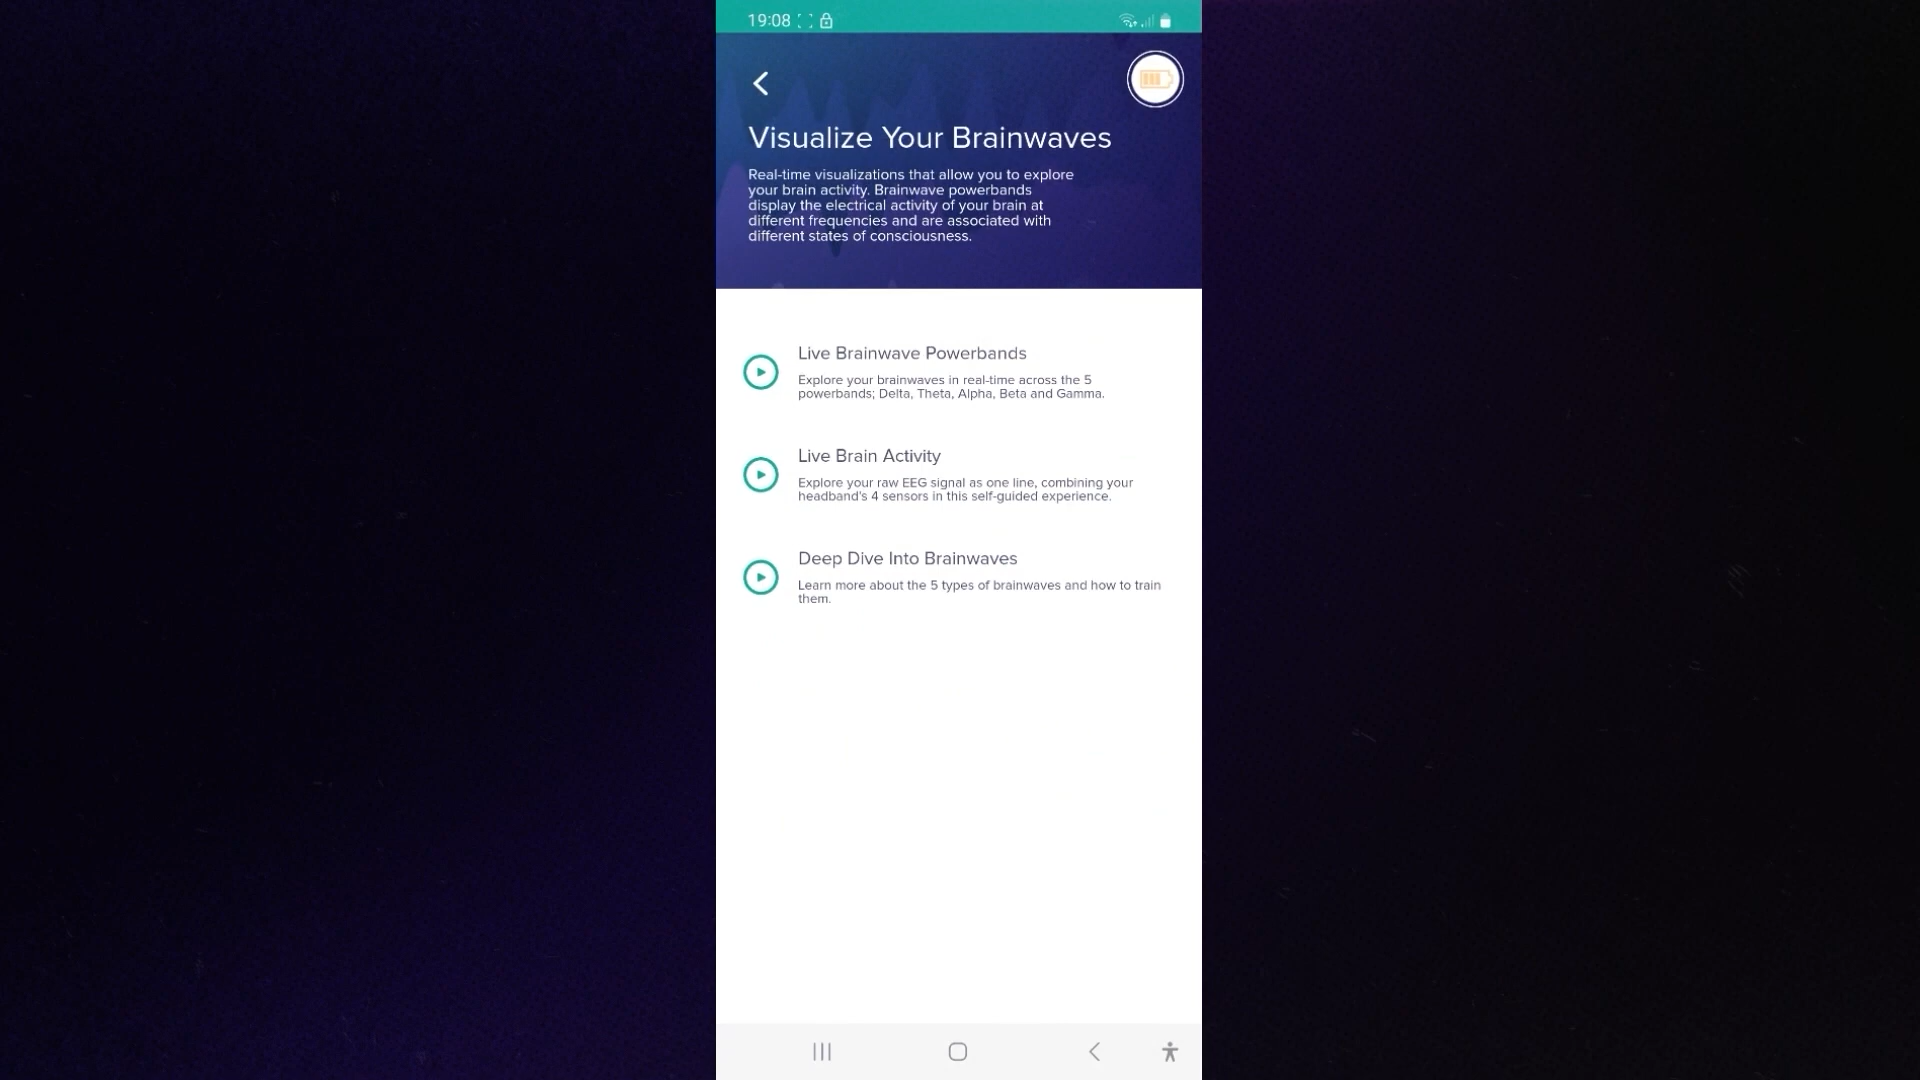 19:08
Visualize Your Brainwaves
Real-time visualizations that allow you to explore
your brain activity. Brainwave powerbands
display the electrical activity of your brain at
different frequencies and are associated with
different states of consciousness.
Live Brainwave Powerbands
Explore your brainwaves in real-time across the 5
powerbands; Delta, Theta, Alpha, Beta and Gamma.
Live Brain Activity
Explore your raw EEG signal as one line, combining your
headband's 4 sensors in this self-guided experience.
Deep Dive Into Brainwaves
Learn more about the 5 types of brainwaves and how to train
them.